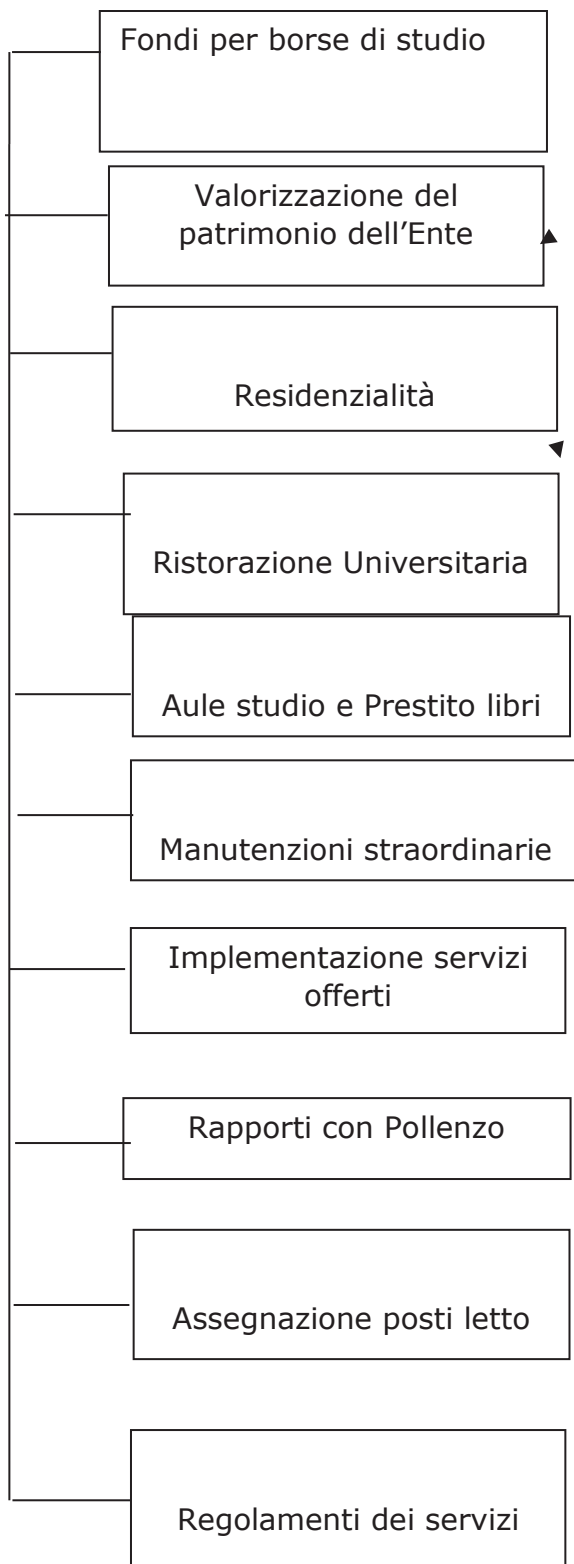 Fondi per borse di studio
Valorizzazione del
patrimonio dell’Ente
Residenzialità
Ristorazione Universitaria
Aule studio e Prestito libri
Manutenzioni straordinarie
Implementazione servizi
offerti
Rapporti con Pollenzo
Assegnazione posti letto
Regolamenti dei servizi